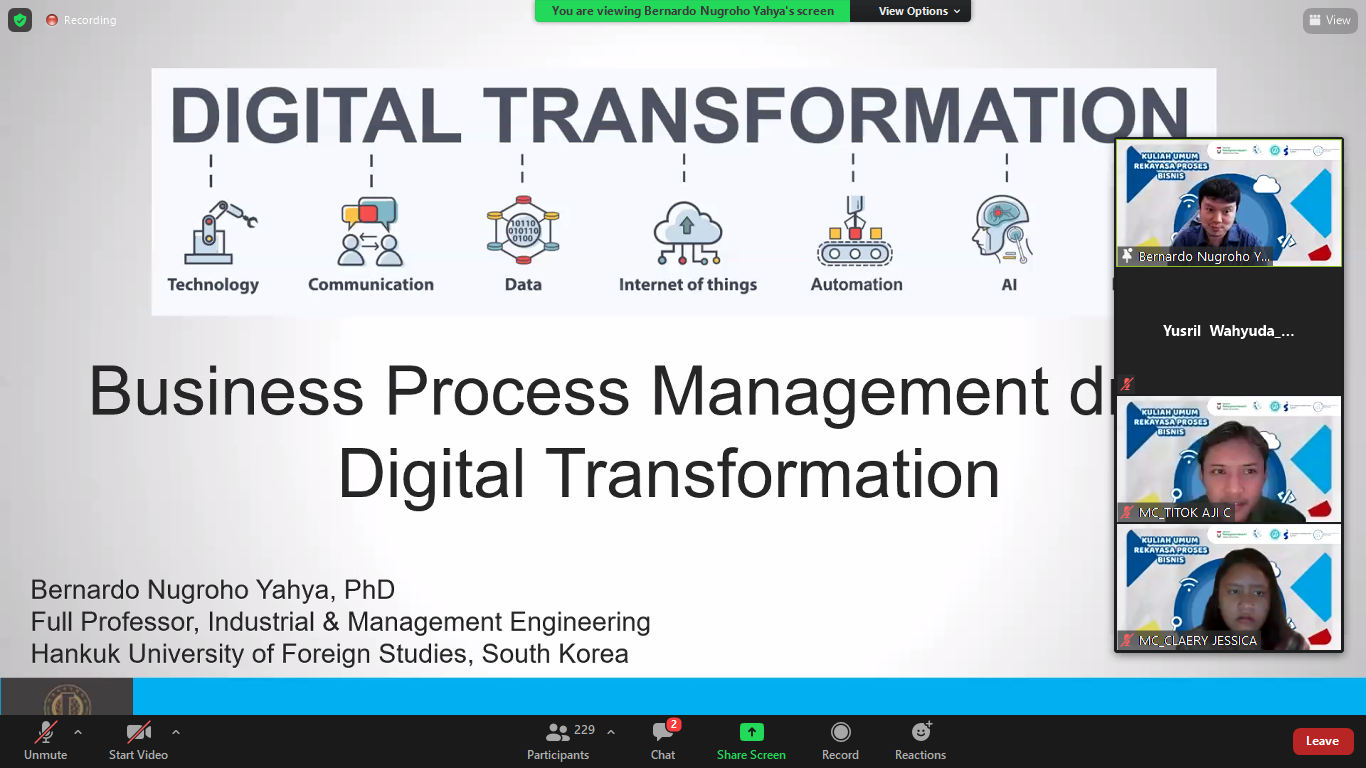 Recording
You are viewing Bernardo Nugroho Yahya's screen
View Options
View
DIGITAL TRANSFORMATION
Technology
Communication
Data
010110
010110
0100
Internet of things
Automation
AI
Business Process Management
Digital Transformation
Bernardo Nugroho Yahya, PhD
Full Professor, Industrial & Management Engineering
Hankuk University of Foreign Studies, South Korea
KULIAH UMUM
REKAYASA PROSES
BISNIS
Bernardo Nugroho Y...
Yusril Wahyuda_...
KULIAH UMUM
REKAYASA PROSES
BISNIS
MC_TITOK AJI C
KULIAH UMUM
REKAYASA PROSES
BISNIS
MC_CLAERY JESSICA
Unmute
Start Video
229
Participants
2
Chat
Share Screen
Record
Reactions
Leave